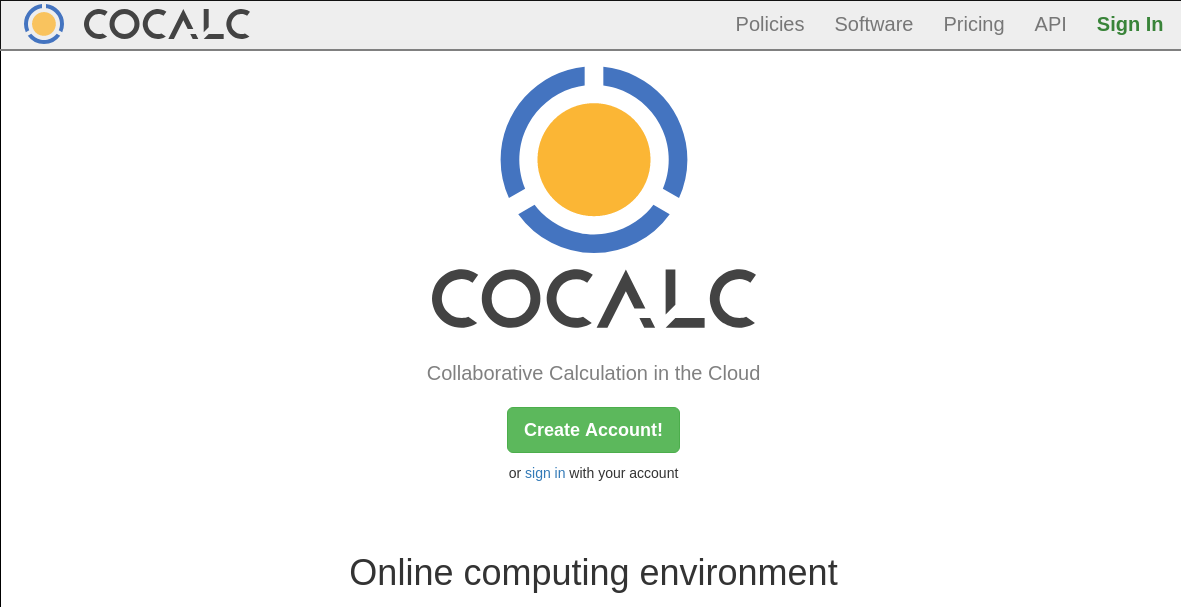 COCALC Policies Software Pricing API Sign In
COCALC
Collaborative Calculation in the Cloud
Create Account!
or sign in with your account
Online computing environment